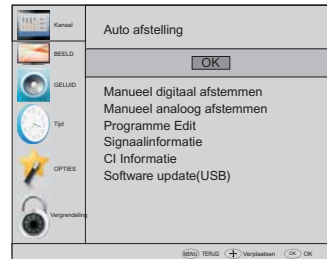 Kanaal
BEELD
GELUID
Tijd
OPTIES
Vergrendeling
Auto afstelling
OK
Manueel digitaal afstemmen
Manueel analoog afstemmen
Programme Edit
Signaalinformatie
CI Informatie
Software update(USB)
MENU TERUG Verplaatsen OK OK